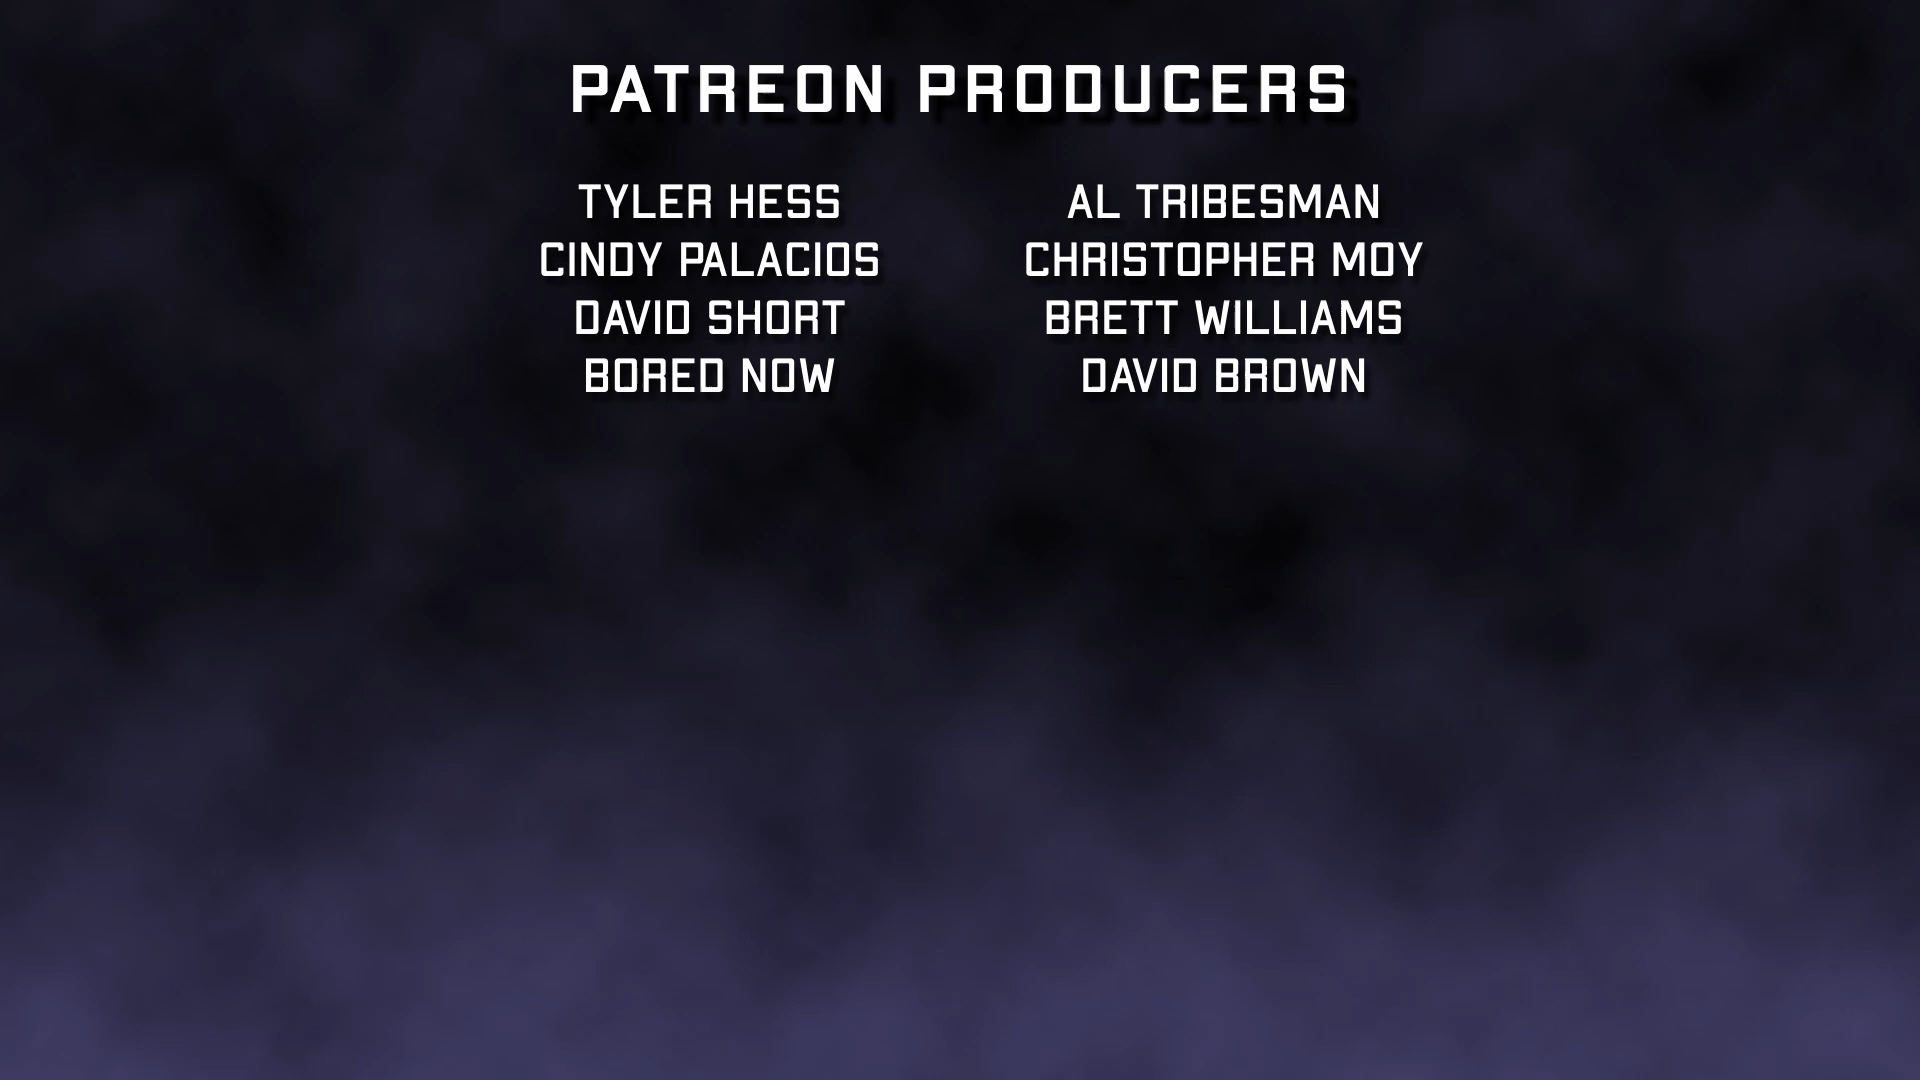 PATREON PRODUCERS
TYLER HESS
CINDY PALACIOS
DAVID SHORT
BORED NOW
AL TRIBESMAN
CHRISTOPHER MOY
BRETT WILLIAMS
DAVID BROWN